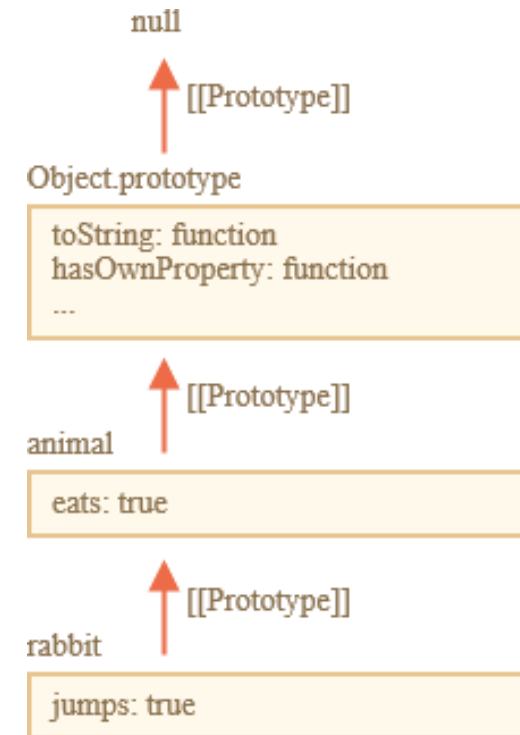 null
[[Prototype]]
Object.prototype
toString: function
hasOwnProperty: function
...
[[Prototype]]
animal
eats: true
[[Prototype]]
rabbit
jumps: true